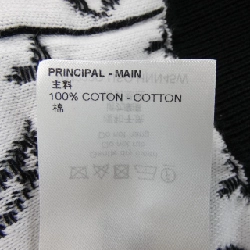 PRINCIPAL - MAIN
主料
100% COTON - COTTON
棉